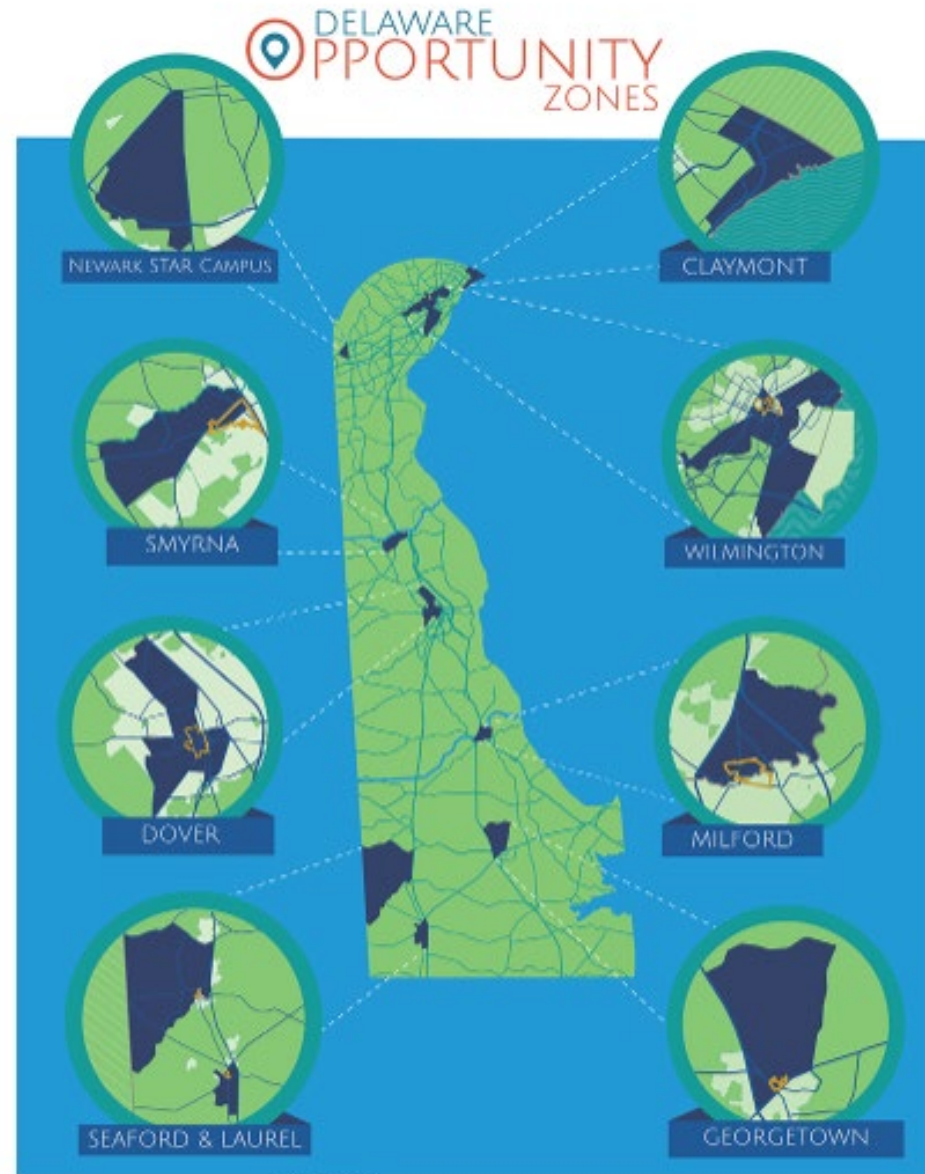 DELAWARE
OPPORTUNITY
ZONES
NEWARK STAR CAMPUS
CLAYMONT
SMYRNA
WILMINGTON
DOVER
MILFORD
SEAFORD & LAUREL
GEORGETOWN